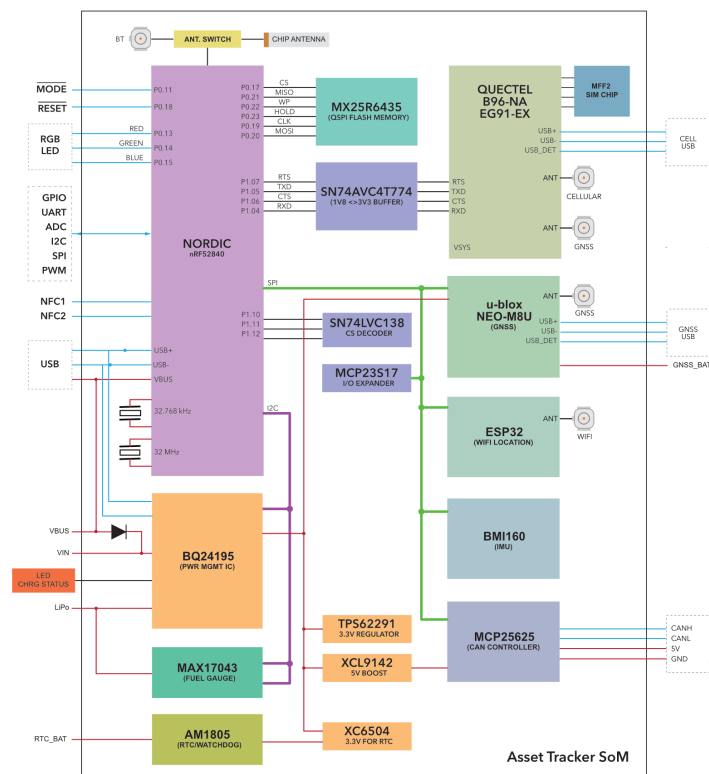 BT
ANT. SWITCH
CHIP ANTENNA
MODE
RESET
RGB
LED
RED
GREEN
BLUE
GPIO
UART
ADC
I2C
SPI
PWM
NFC1
NFC2
USB
P0.11
P0.18
P0.13
P0.14
P0.15
NORDIC
nRF52840
USB+
USB-
VBUS
32.768 kHz
32 MHz
P0.17
P0.21
P0.22
P0.23
P0.19
P0.20
CS
MISO
WP
HOLD
CLK
MOSI
MX25R6435
(QSPI FLASH MEMORY)
P1.07
P1.05
P1.06
P1.04
RTS
TXD
CTS
RXD
SN74AVC4T774
(1V8 <>3V3 BUFFER)
QUECTEL
B96-NA
EG91-EX
RTS
TXD
CTS
RXD
VSYS
USB+
USB-
USB_DET
ANT
ANT
MFF2
SIM CHIP
CELL
USB
CELLULAR
GNSS
SPI
P1.10
P1.11
P1.12
SN74LVC138
CS DECODER
MCP23S17
I/O EXPANDER
u-blox
NEO-M8U
(GNSS)
ANT
USB+
USB-
USB_DET
GNSS
GNSS
USB
GNSS_BAT
I2C
ESP32
(WIFI LOCATION)
ANT
WIFI
BMI160
(IMU)
VBUS
VIN
LED
CHRG STATUS
LiPo
BQ24195
(PWR MGMT IC)
TPS62291
3.3V REGULATOR
MCP25625
(CAN CONTROLLER)
CANH
CANL
5V
GND
MAX17043
(FUEL GAUGE)
XCL9142
5V BOOST
RTC_BAT
AM1805
(RTC/WATCHDOG)
XC6504
3.3V FOR RTC
Asset Tracker SoM